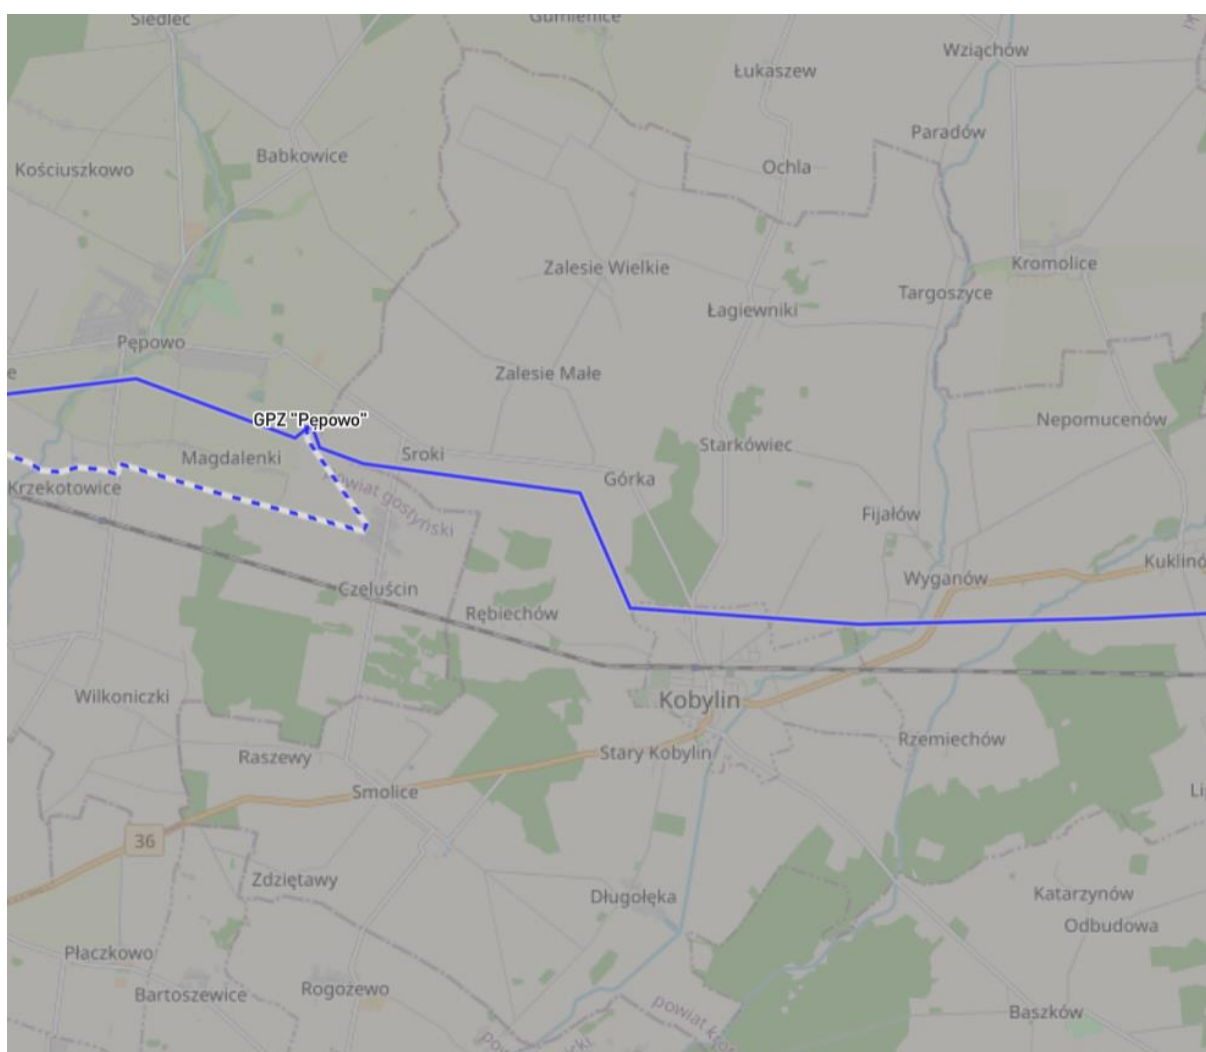 Siedlec
Gumienice
Wziąchów
Łukaszew
Paradów
Babkowice
Kościuszkowo
Ochla
Zalesie Wielkie
Kromolice
Targoszyce
Łagiewniki
Pępowo
Zalesie Małe
GPZ "Pępowo"
Nepomucenów
Starkówiec
Magdalenki
Sroki
Górka
Krzekotowice
powiat gostyński
Fijałów
Kuklinó
Wyganów
Czeluścin
Rębiechów
Wilkoniczki
Kobylin
Rzemiechów
Raszewy
Stary Kobylin
Smolice
36
Zdziętawy
Długołęka
Katarzynów
Odbudowa
Płaczkowo
Bartoszewice
Rogożewo
Baszków
powiat kro